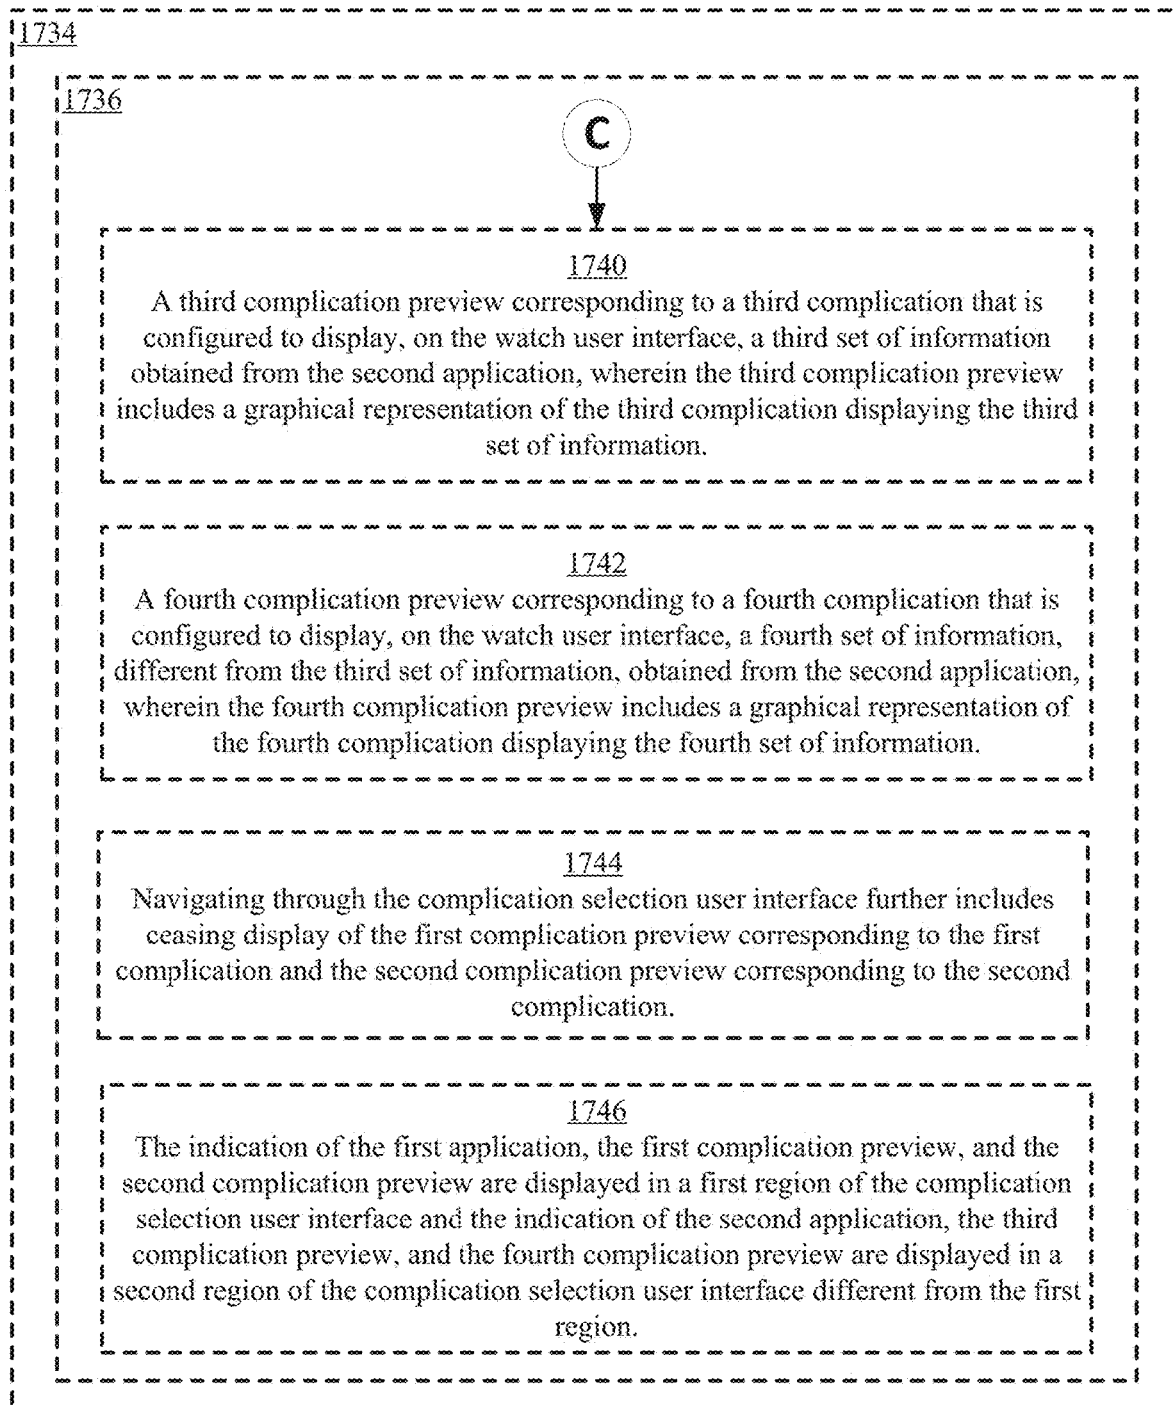 1734
1736
C
1740
A third complication preview corresponding to a third complication that is
configured to display, on the watch user interface, a third set of information
obtained from the second application, wherein the third complication preview
includes a graphical representation of the third complication displaying the third
set of information.
1742
A fourth complication preview corresponding to a fourth complication that is
configured to display, on the watch user interface, a fourth set of information,
different from the third set of information, obtained from the second application,
wherein the fourth complication preview includes a graphical representation of
the fourth complication displaying the fourth set of information.
1744
Navigating through the complication selection user interface further includes
ceasing display of the first complication preview corresponding to the first
complication and the second complication preview corresponding to the second
complication.
1746
The indication of the first application, the first complication preview, and the
second complication preview are displayed in a first region of the complication
selection user interface and the indication of the second application, the third
complication preview, and the fourth complication preview are displayed in a
second region of the complication selection user interface different from the first
region.